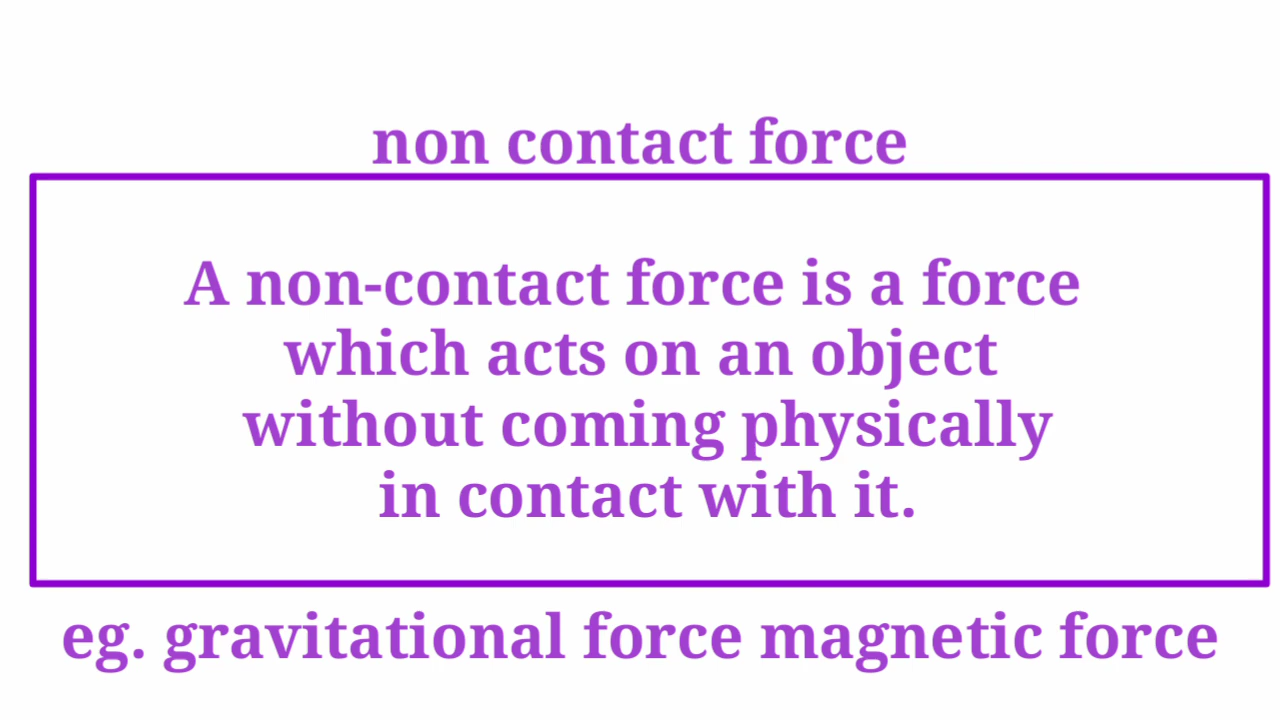 non contact force
A non-contact force is a force
which acts on an object
without coming physically
in contact with it.
eg. gravitational force magnetic force